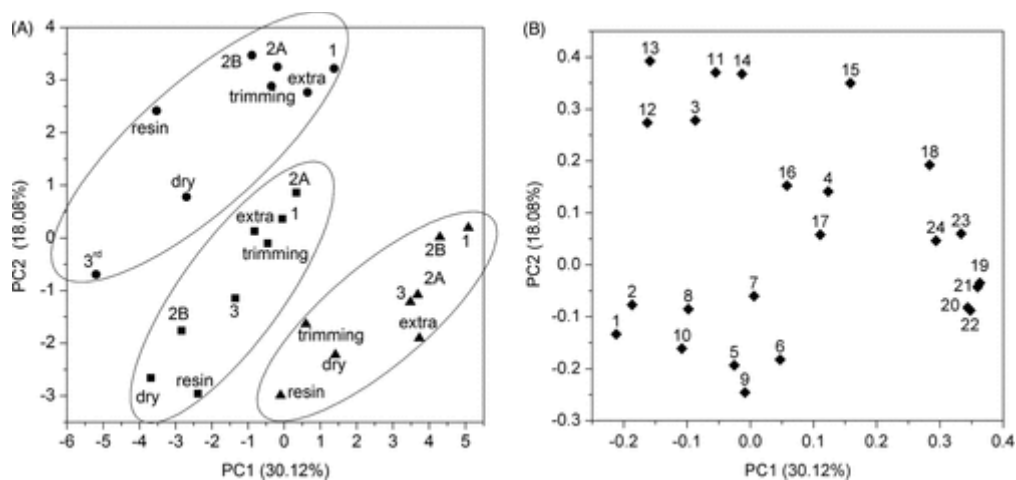 (A)
4
3
2
1
0
-1
-2
-3
PC2 (18.08%)
2B
2A
1
extra
trimming
resin
dry
3rd
2A
extra
1
trimming
3
2B
resin
dry
2B
1
2A
3
extra
trimming
dry
resin
-6 -5 -4 -3 -2 -1 0 1 2 3 4 5
PC1 (30.12%)
(B)
0.4
0.3
0.2
0.1
0.0
-0.1
-0.2
-0.3
PC2 (18.08%)
13
11 14
15
12 3
18
16 4
17
23
24
19
21
20
22
7
2
8
1
10
5
6
9
-0.2 -0.1 0.0 0.1 0.2 0.3 0.4
PC1 (30.12%)